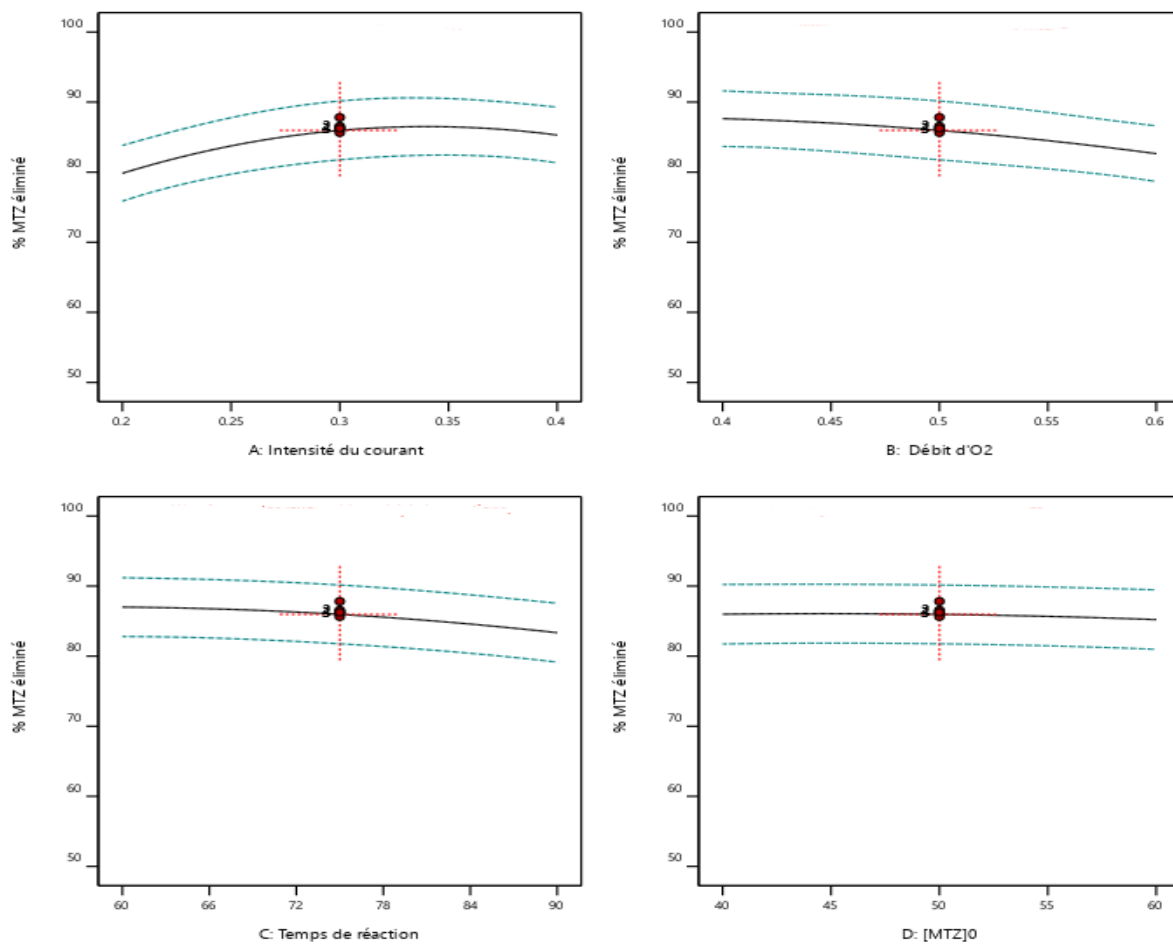 100
90
80
70
60
50
% MTZ éliminé
0.2 0.25 0.3 0.35 0.4
A: Intensité du courant
100
90
80
70
60
50
% MTZ éliminé
0.4 0.45 0.5 0.55 0.6
B: Débit d'O2
100
90
80
70
60
50
% MTZ éliminé
60 66 72 78 84 90
C: Temps de réaction
100
90
80
70
60
50
% MTZ éliminé
40 45 50 55 60
D: [MTZ]0